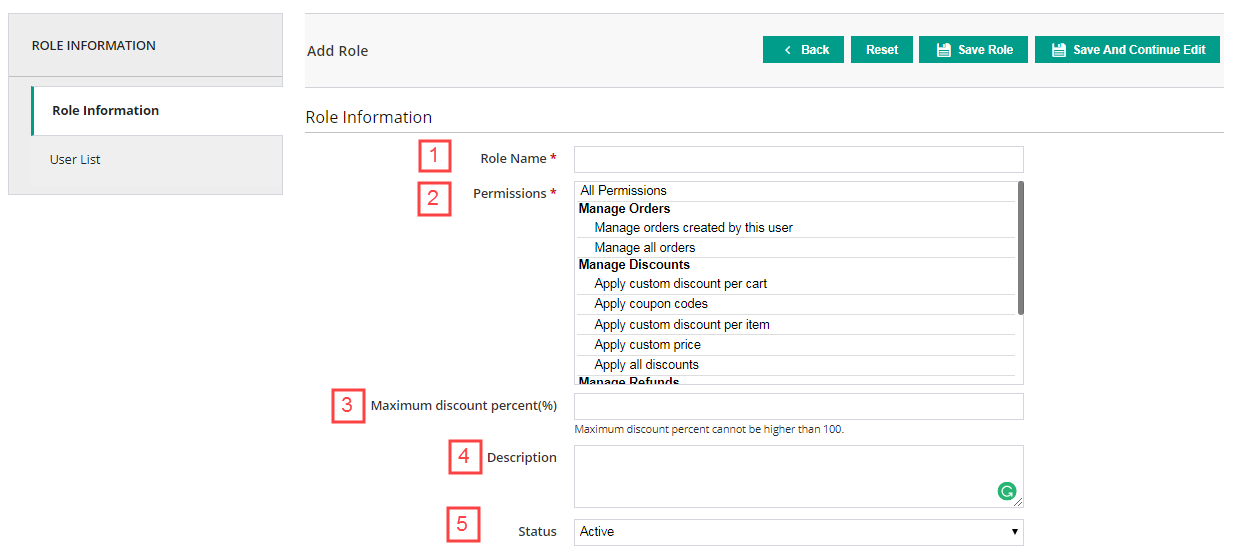 ROLE INFORMATION
Role Information
User List
Add Role
Back Reset Save Role Save And Continue Edit
Role Information
1 Role Name *
2 Permissions *
All Permissions
Manage Orders
Manage orders created by this user
Manage all orders
Manage Discounts
Apply custom discount per cart
Apply coupon codes
Apply custom discount per item
Apply custom price
Apply all discounts
Manage Refunds
3 Maximum discount percent(%)
Maximum discount percent cannot be higher than 100.
4 Description
5 Status Active